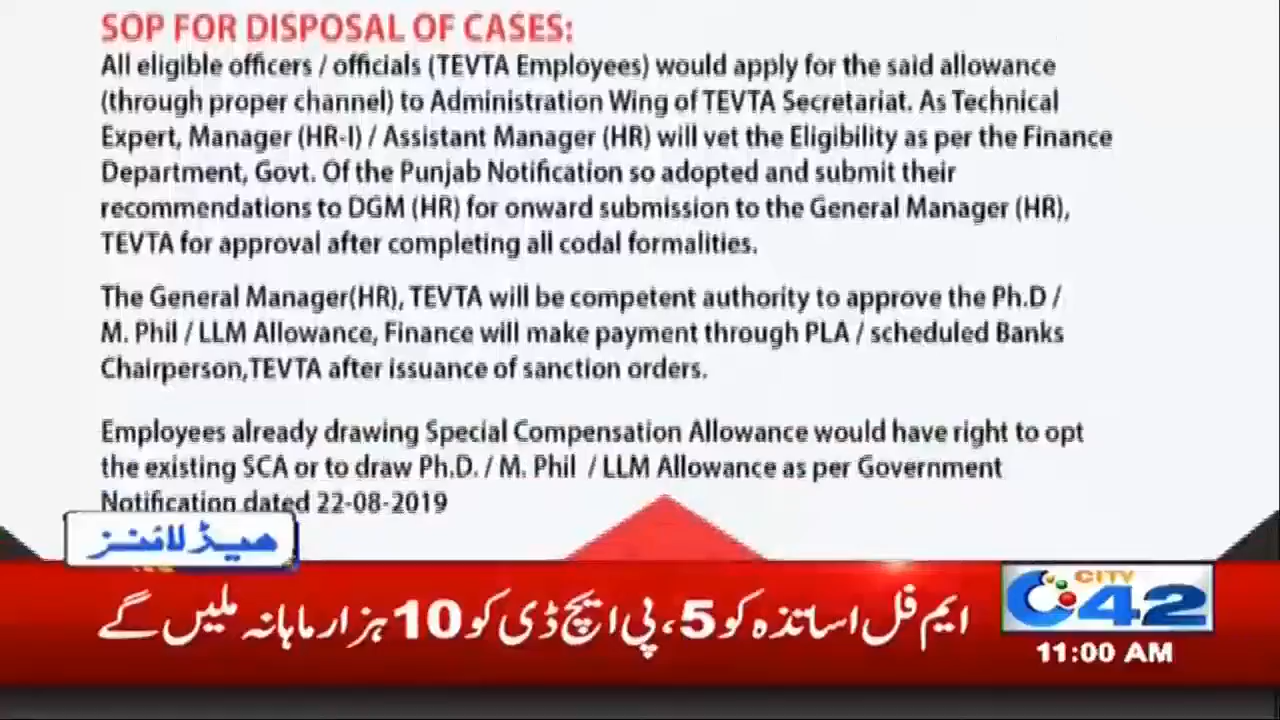 SOP FOR DISPOSAL OF CASES:
All eligible officers / officials (TEVTA Employees) would apply for the said allowance
(through proper channel) to Administration Wing of TEVTA Secretariat. As Technical
Expert, Manager (HR-I) / Assistant Manager (HR) will vet the Eligibility as per the Finance
Department, Govt. Of the Punjab Notification so adopted and submit their
recommendations to DGM (HR) for onward submission to the General Manager (HR),
TEVTA for approval after completing all codal formalities.
The General Manager(HR), TEVTA will be competent authority to approve the Ph.D /
M. Phil / LLM Allowance, Finance will make payment through PLA / scheduled Banks
Chairperson,TEVTA after issuance of sanction orders.
Employees already drawing Special Compensation Allowance would have right to opt
the existing SCA or to draw Ph.D. / M. Phil / LLM Allowance as per Government
Notification dated 22-08-2019
ہیڈلائنز
ایم فل اساتذہ کو 5، پی ایچ ڈی کو 10 ہزار ماہانہ ملیں گے
CITY
42
11:00 AM